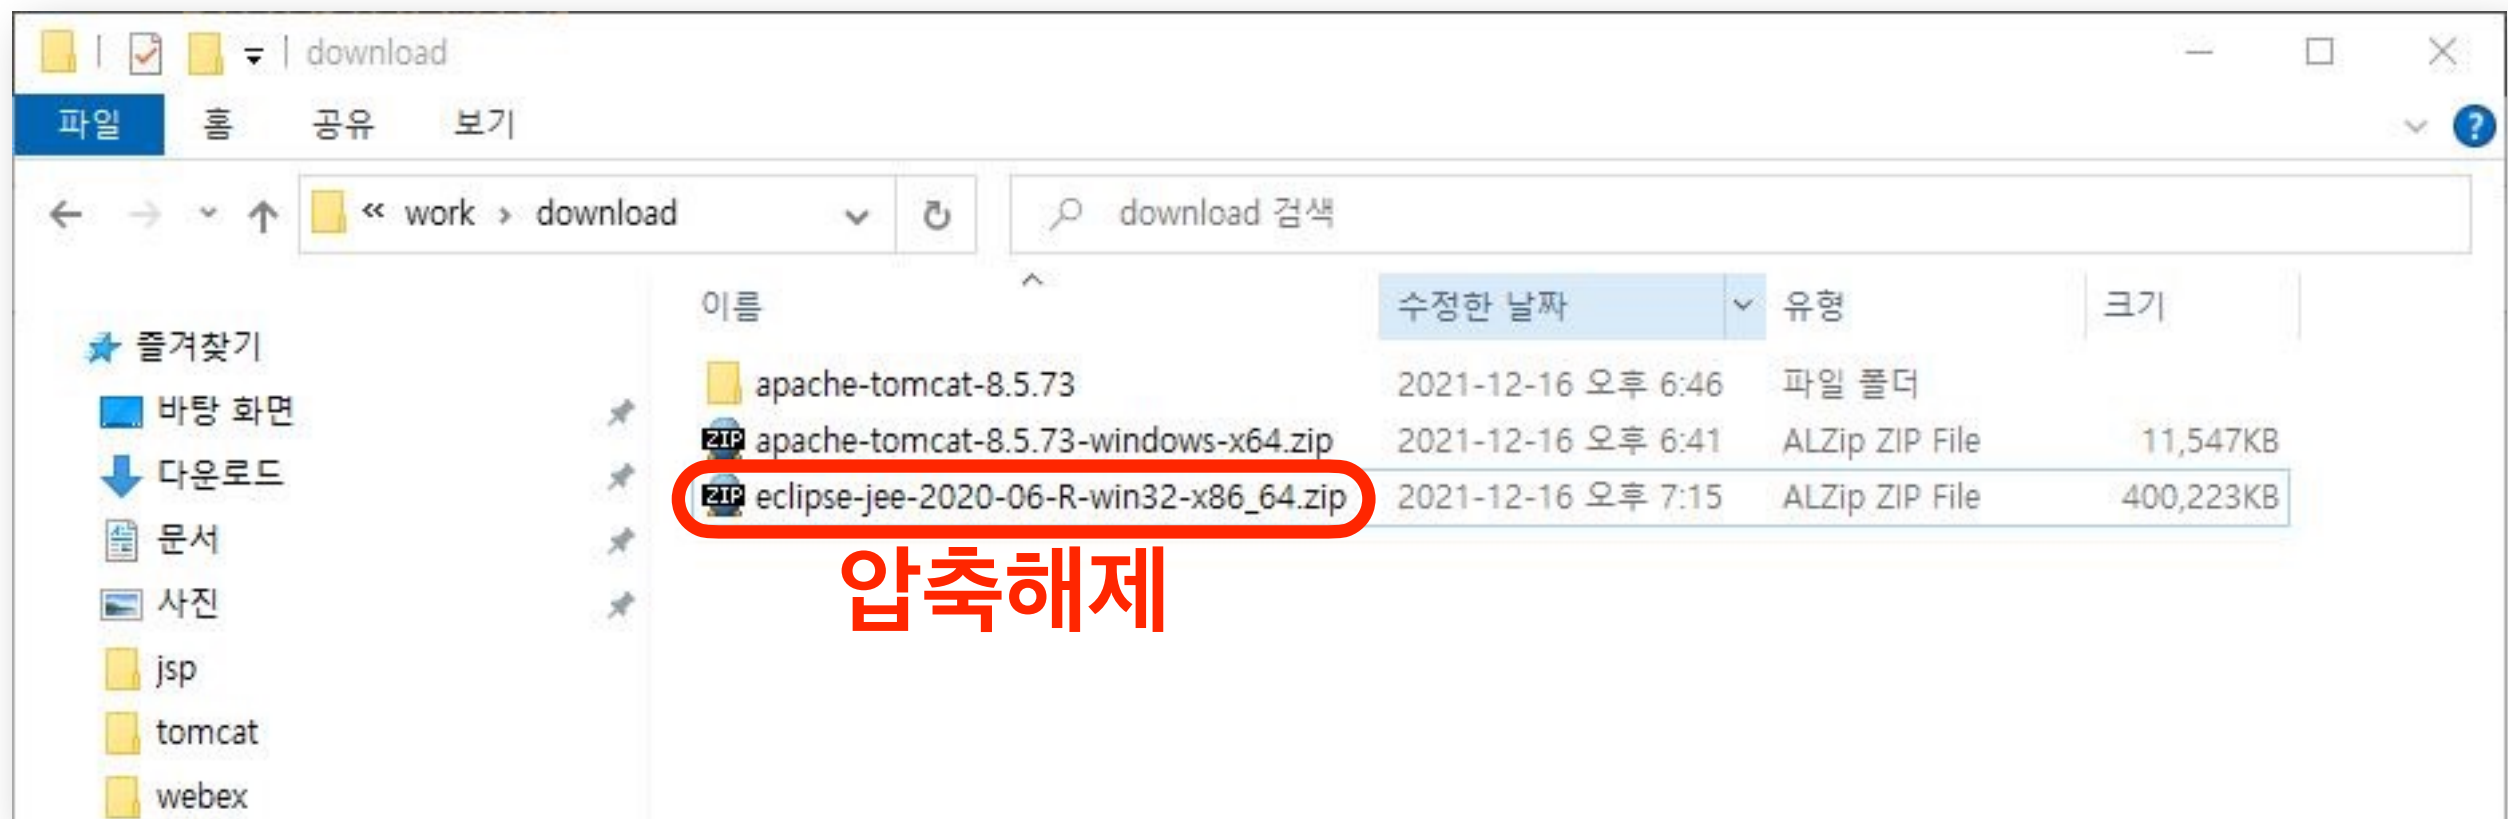 download
파일 홈 공유 보기
« work › download
download 검색
이름 수정한 날짜 유형 크기
즐겨찾기
바탕 화면
다운로드
문서
사진
jsp
tomcat
webex
apache-tomcat-8.5.73 2021-12-16 오후 6:46 파일 폴더
ZIP apache-tomcat-8.5.73-windows-x64.zip 2021-12-16 오후 6:41 ALZip ZIP File 11,547KB
ZIP eclipse-jee-2020-06-R-win32-x86_64.zip 2021-12-16 오후 7:15 ALZip ZIP File 400,223KB
압축해제